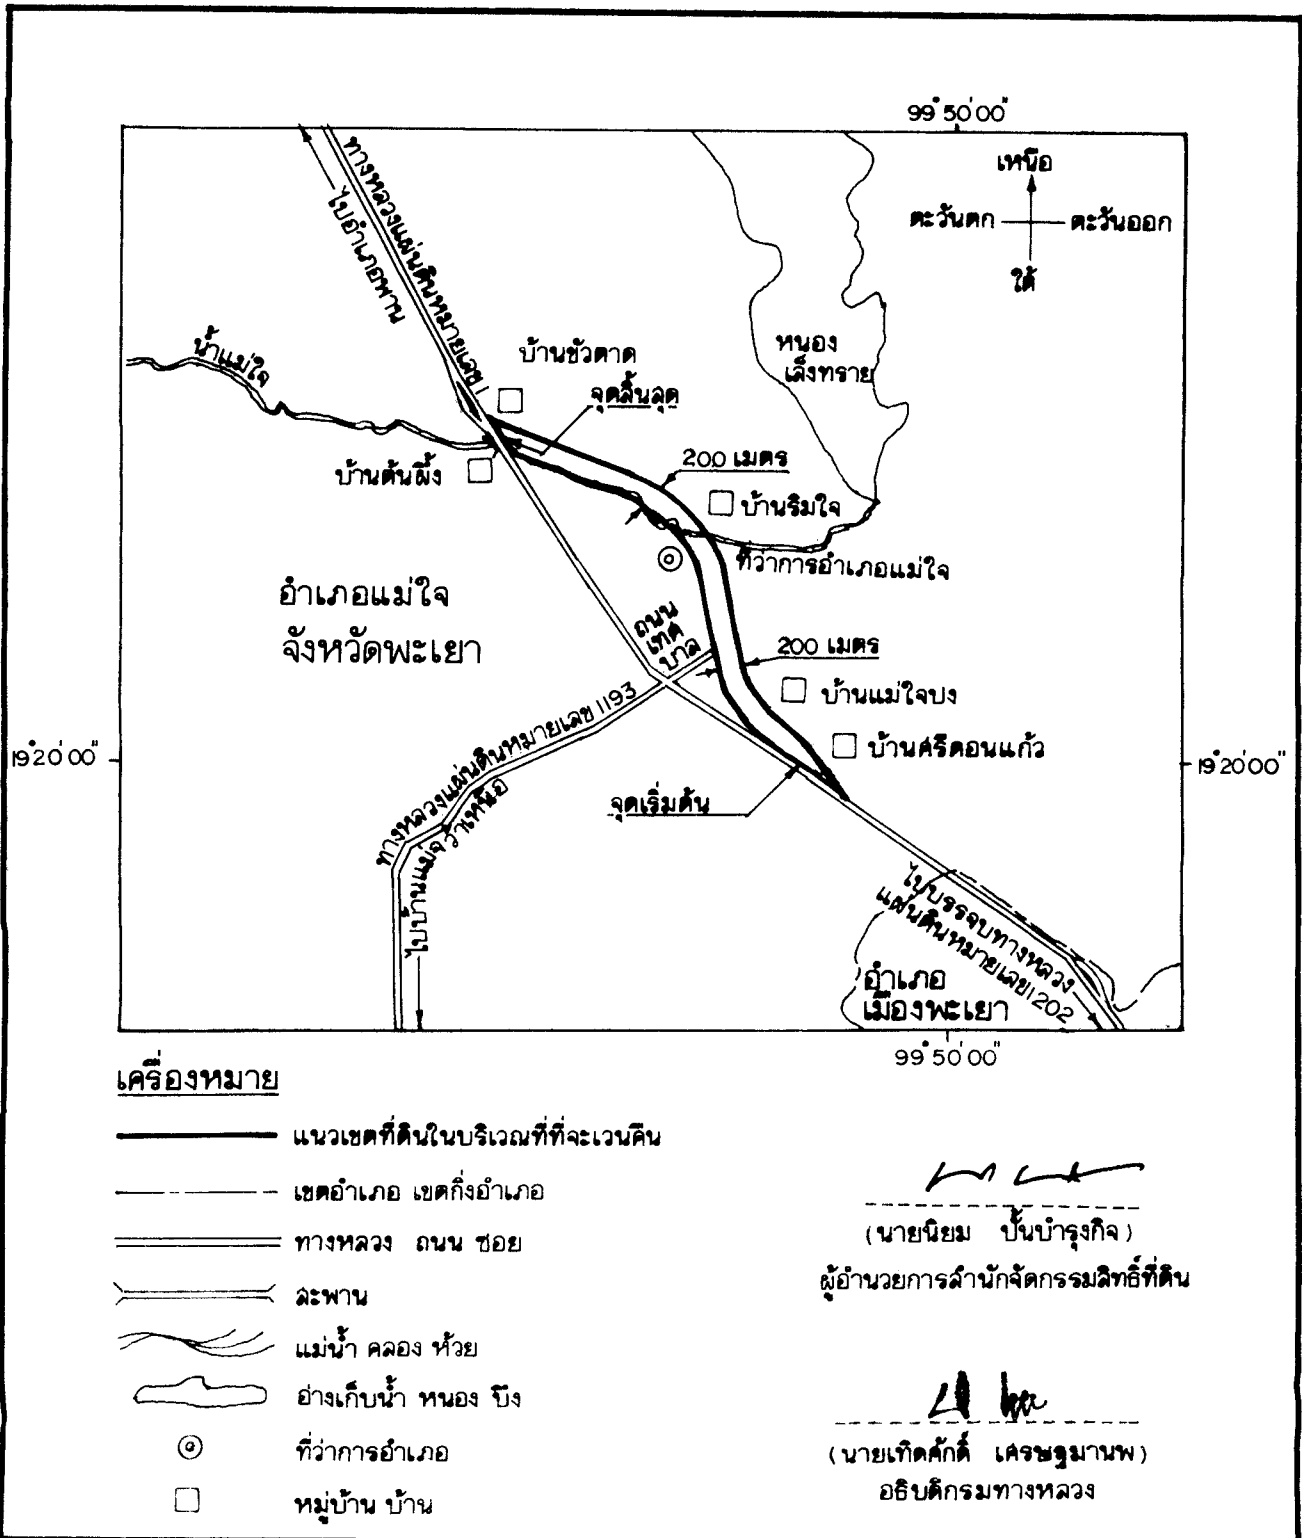 99° 50' 00"
เหนือ
ตะวันตก
ตะวันออก
ใต้
ทางหลวงแผ่นดินหมายเลข 1
ไปอำเภอพาน
น้ำแม่ใจ
บ้านขัวตาด
จุดสิ้นสุด
หนอง
เล็งทราย
บ้านต้นผึ้ง
200 เมตร
บ้านริมใจ
ที่ว่าการอำเภอแม่ใจ
อำเภอแม่ใจ
จังหวัดพะเยา
ถนน
เทศ
บาล
200 เมตร
บ้านแม่ใจปง
บ้านศรีดอนแก้ว
19° 20' 00"
19° 20' 00"
ทางหลวงแผ่นดินหมายเลข 1193
จุดเริ่มต้น
ไปบ้านแม่จว้าเหนือ
ไปบรรจบทางหลวง
แผ่นดินหมายเลข 1202
อำเภอ
เมืองพะเยา
99° 50' 00"
เครื่องหมาย
แนวเขตที่ดินในบริเวณที่ที่จะเวนคืน
เขตอำเภอ เขตกิ่งอำเภอ
ทางหลวง ถนน ซอย
สะพาน
แม่น้ำ คลอง ห้วย
อ่างเก็บน้ำ หนอง บึง
ที่ว่าการอำเภอ
หมู่บ้าน บ้าน
(นายนิยม ปั้นบำรุงกิจ)
ผู้อำนวยการสำนักจัดกรรมสิทธิ์ที่ดิน
(นายเทิดศักดิ์ เศรษฐมานพ)
อธิบดีกรมทางหลวง